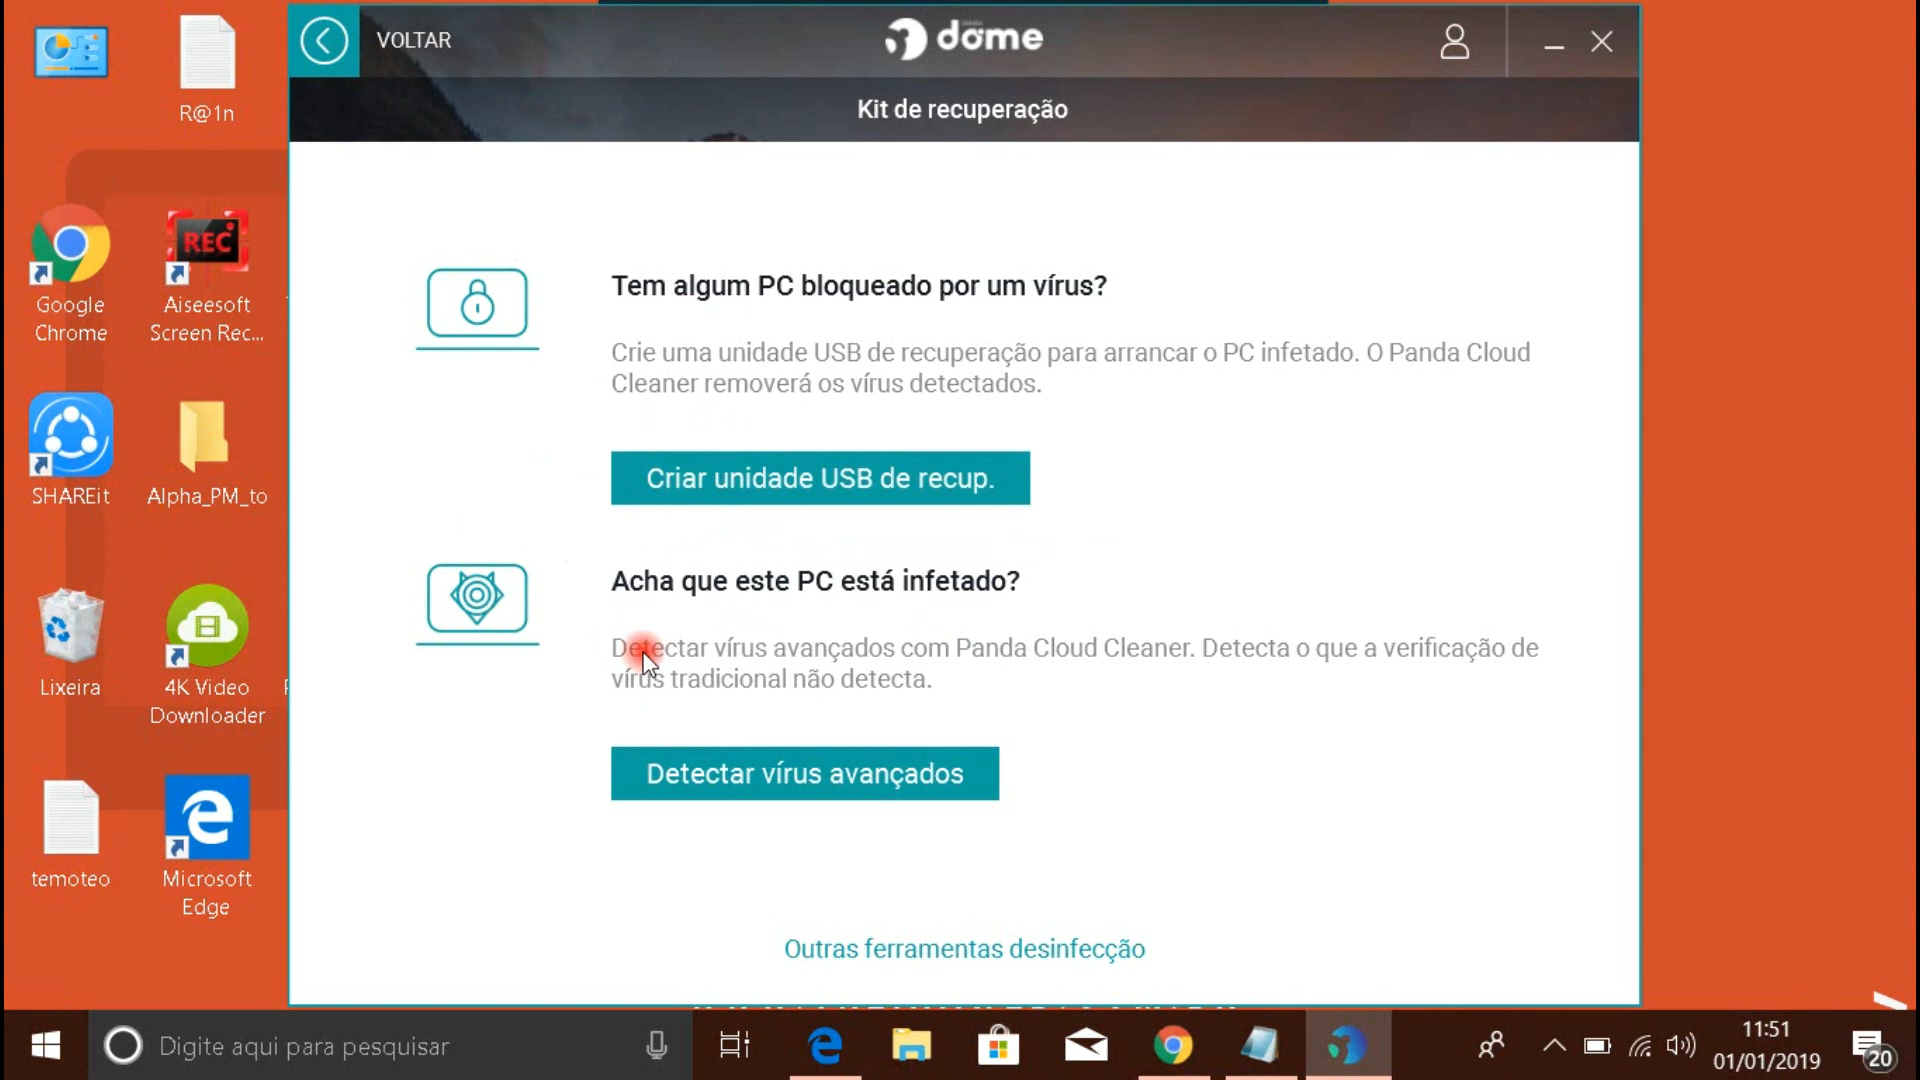 VOLTAR
dome
Kit de recuperação
Tem algum PC bloqueado por um vírus?
Crie uma unidade USB de recuperação para arrancar o PC infetado. O Panda Cloud
Cleaner removerá os vírus detectados.
Criar unidade USB de recup.
Acha que este PC está infetado?
Detectar vírus avançados com Panda Cloud Cleaner. Detecta o que a verificação de
vírus tradicional não detecta.
Detectar vírus avançados
Outras ferramentas desinfecção
R@1n
Google
Chrome
Aiseesoft
Screen Rec...
REC
SHAREit
Alpha_PM_to
Lixeira
4K Video
Downloader
temoteo
Microsoft
Edge
Digite aqui para pesquisar
11:51
01/01/2019
20